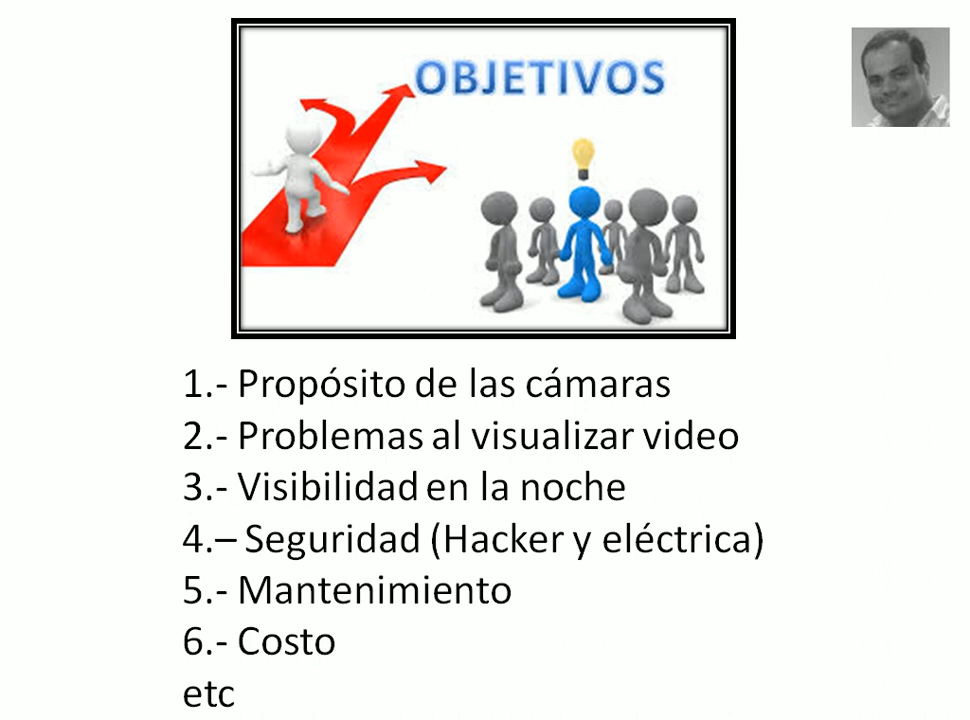 OBJETIVOS
1.- Propósito de las cámaras
2.- Problemas al visualizar video
3.- Visibilidad en la noche
4.– Seguridad (Hacker y eléctrica)
5.- Mantenimiento
6.- Costo
etc